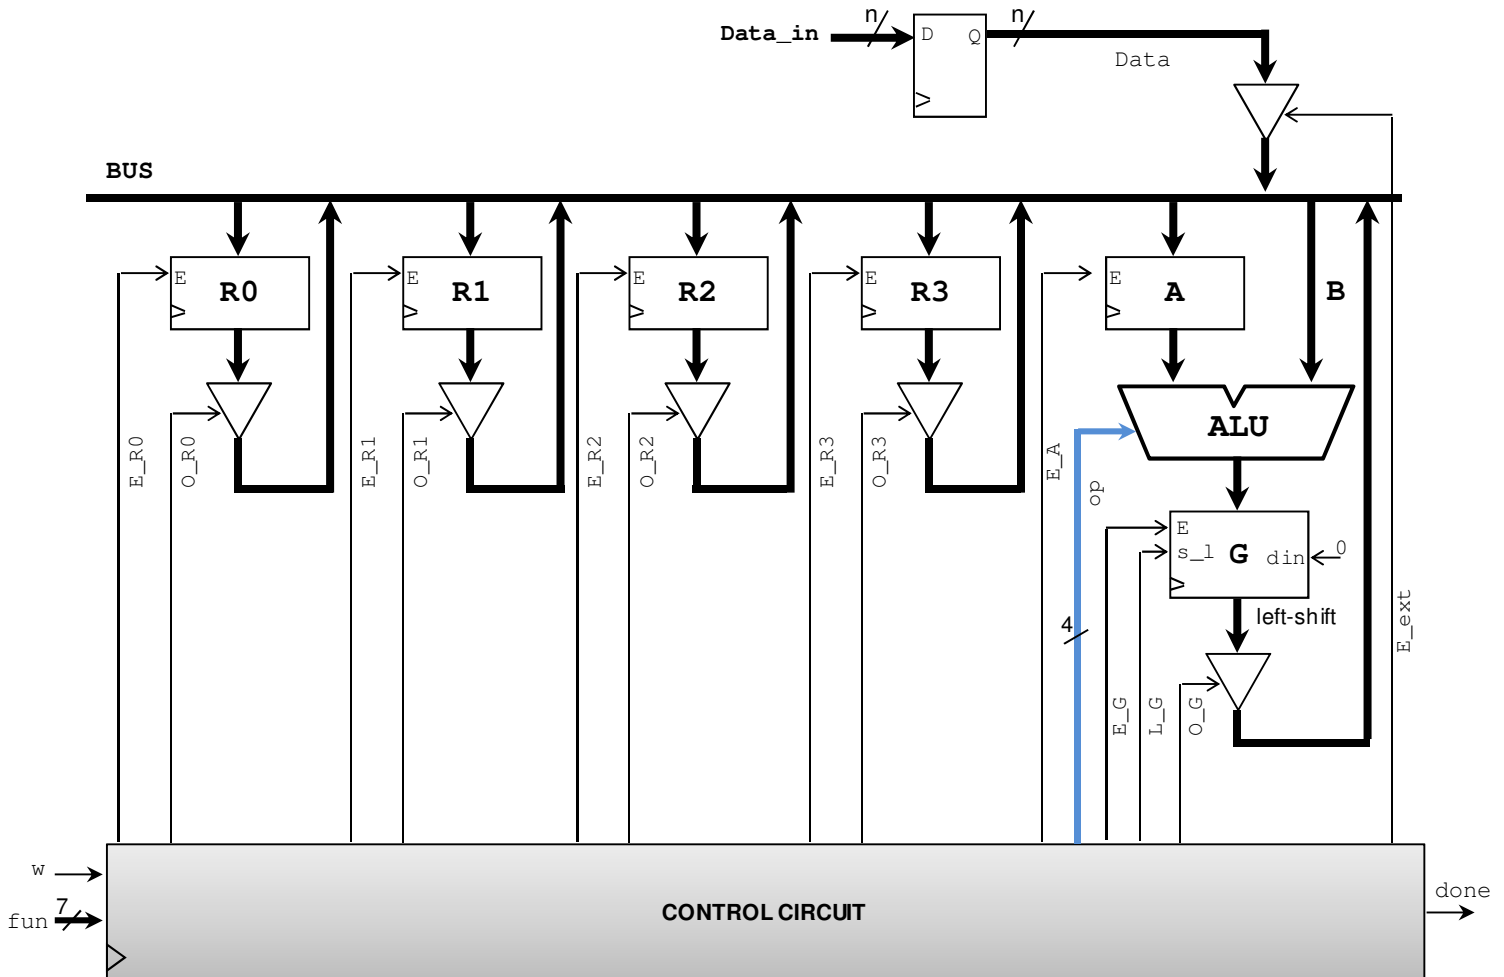 Data_in
n
D
Q
n
Data
BUS
E
R0
E
R1
E
R2
E
R3
E
A
B
ALU
E_R0
O_R0
E_R1
O_R1
E_R2
O_R2
E_R3
O_R3
E_A
op
E
s_l
G
din
0
left-shift
4
E_G
L_G
O_G
E_ext
w
fun
7
CONTROL CIRCUIT
done